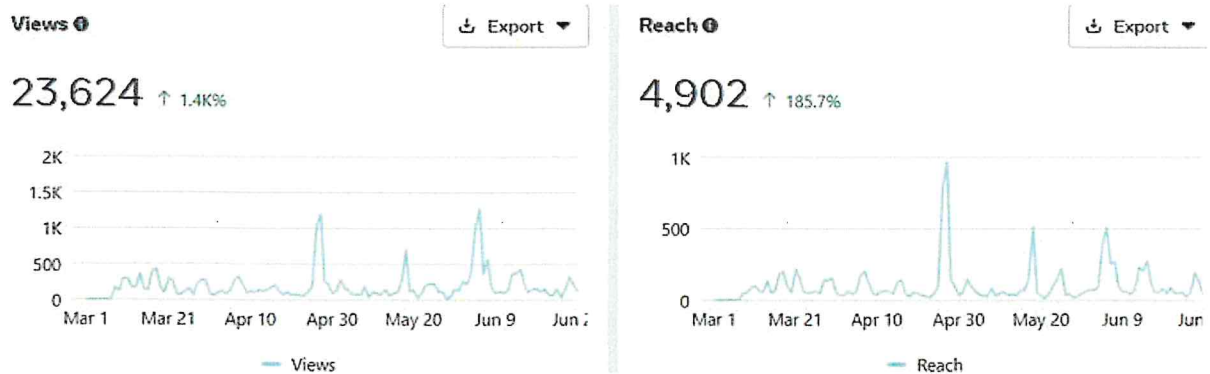 Views
Export
23,624 ↑ 1.4K%
2K
1.5K
1K
500
0
Mar 1 Mar 21 Apr 10 Apr 30 May 20 Jun 9 Jun
Views
Reach
Export
4,902 ↑ 185.7%
1K
500
0
Mar 1 Mar 21 Apr 10 Apr 30 May 20 Jun 9 Jun
Reach